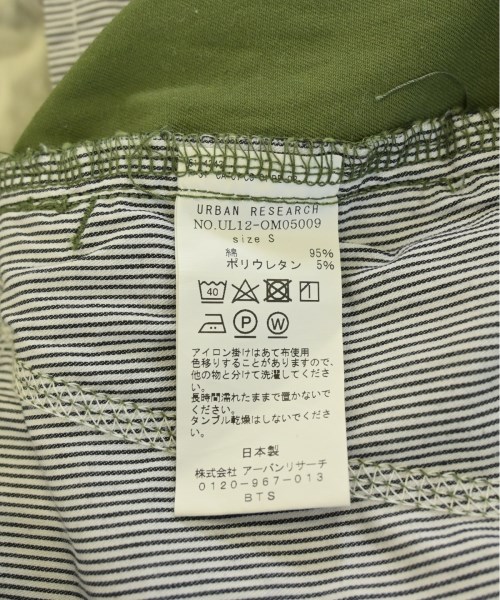 URBAN RESEARCH
NO.UL12-OM05009
size S
綿 95%
ポリウレタン 5%
40
P W
アイロン掛けはあて布使用
色移りすることがありますので、
他の物と分けて洗濯してください。
長時間濡れたままで置かないで
ください。
タンブル乾燥はしないでください。
日本製
株式会社 アーバンリサーチ
0120-967-013
BTS